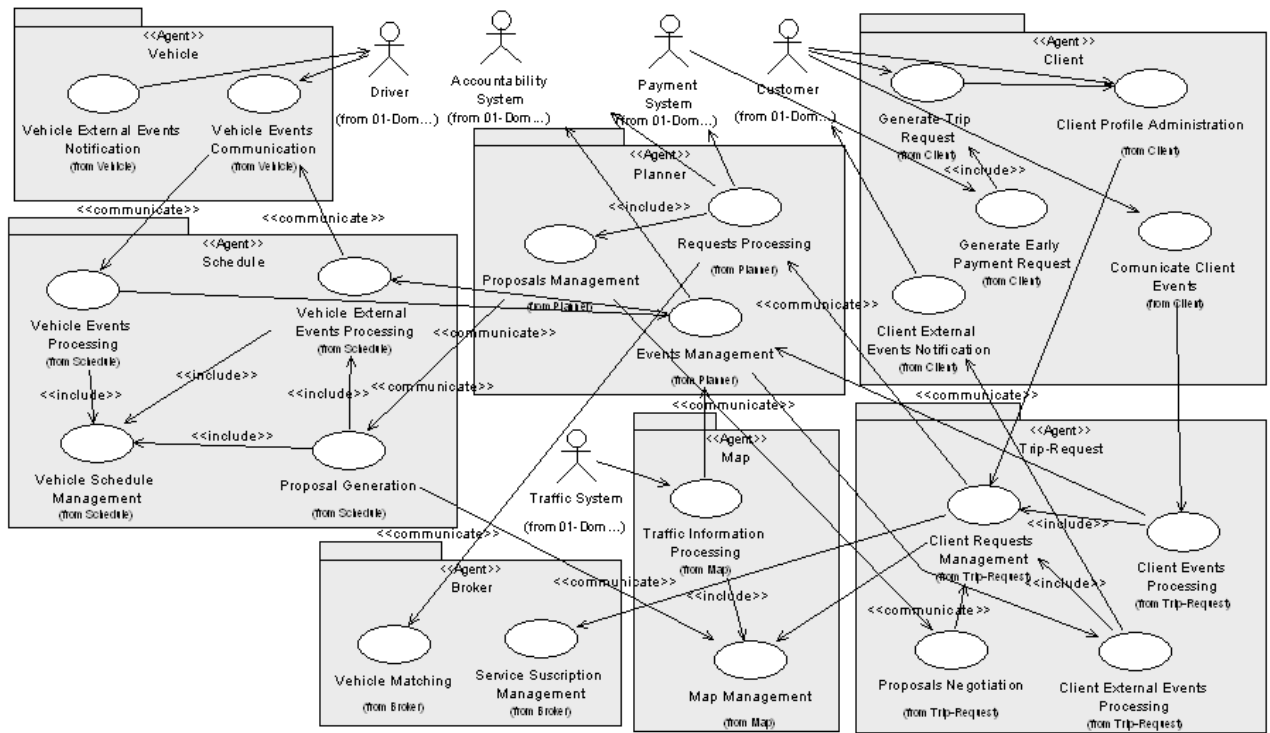 <<Agent>>
Vehicle
Vehicle External Events
Notification
(from Vehicle)
Vehicle Events
Communication
(from Vehicle)
Driver
(from 01-Dom...)
Accountability
System
(from 01-Dom...)
Payment
System
(from 01-Dom...)
Customer
(from 01-Dom...)
<<Agent>>
Client
Generate Trip
Request
(from Client)
Client Profile Administration
(from Client)
<<include>>
Generate Early
Payment Request
(from Client)
Comunicate Client
Events
(from Client)
Client External
Events Notification
(from Client)
<<communicate>>
<<communicate>>
<<Agent>>
Schedule
Vehicle Events
Processing
(from Schedule)
Vehicle External
Events Processing
(from Schedule)
<<include>>
<<include>>
<<include>>
<<include>>
Vehicle Schedule
Management
(from Schedule)
Proposal Generation
(from Schedule)
<<Agent>>
Planner
<<include>>
Requests Processing
(from Planner)
Proposals Management
(from Planner)
Events Management
(from Planner)
<<communicate>>
<<communicate>>
<<communicate>>
<<communicate>>
<<communicate>>
Traffic System
(from 01-Dom...)
<<Agent>>
Map
Traffic Information
Processing
(from Map)
<<include>>
Map Management
(from Map)
<<communicate>>
<<communicate>>
<<Agent>>
Broker
Vehicle Matching
(from Broker)
Service Suscription
Management
(from Broker)
<<Agent>>
Trip-Request
Client Requests
Management
(from Trip-Request)
<<include>>
Client Events
Processing
(from Trip-Request)
<<include>>
<<communicate>>
Proposals Negotiation
(from Trip-Request)
Client External Events
Processing
(from Trip-Request)